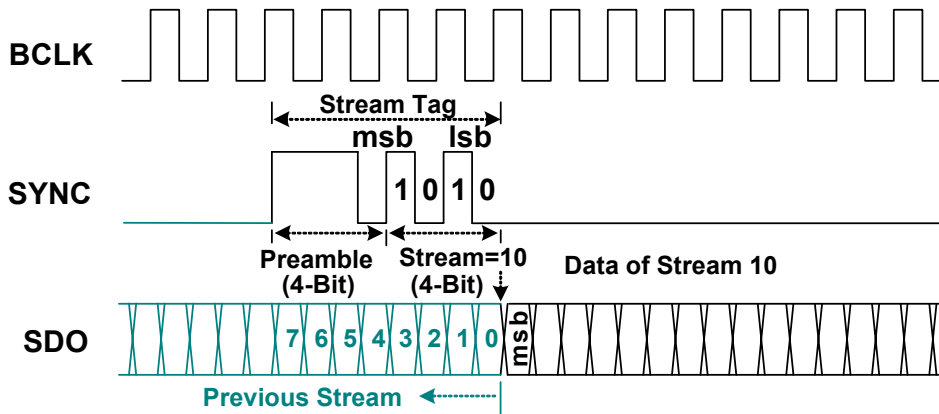 BCLK
Stream Tag
msb lsb
SYNC
1 0 1 0
Preamble
(4-Bit)
Stream=10
(4-Bit)
Data of Stream 10
SDO
7 6 5 4 3 2 1 0
msb
Previous Stream